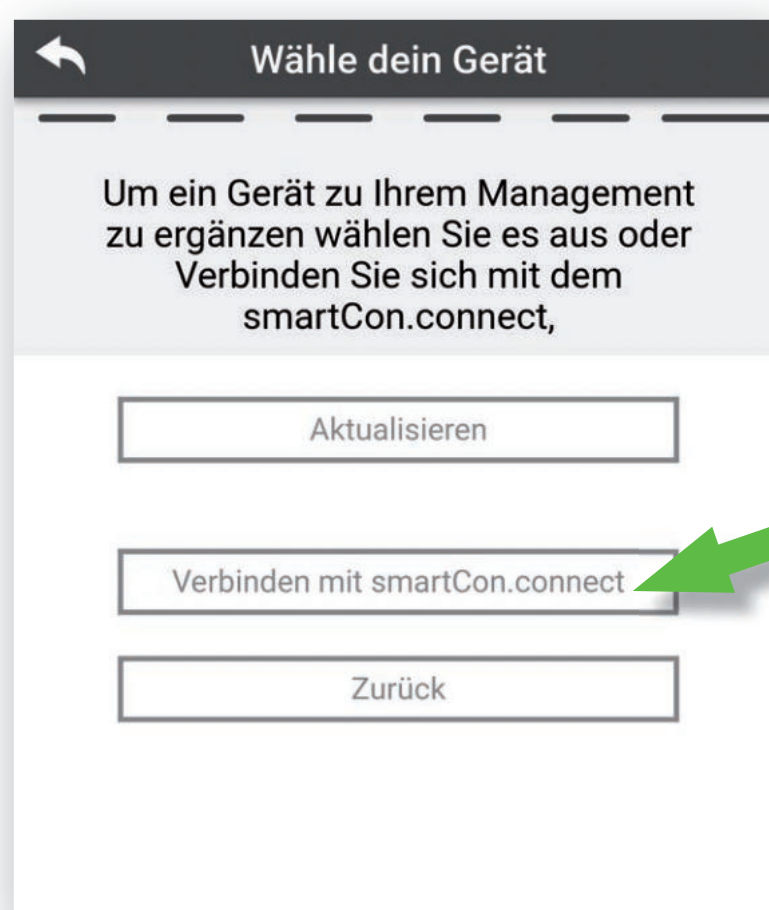 Wähle dein Gerät
Um ein Gerät zu Ihrem Management
zu ergänzen wählen Sie es aus oder
Verbinden Sie sich mit dem
smartCon.connect,
Aktualisieren
Verbinden mit smartCon.connect
Zurück